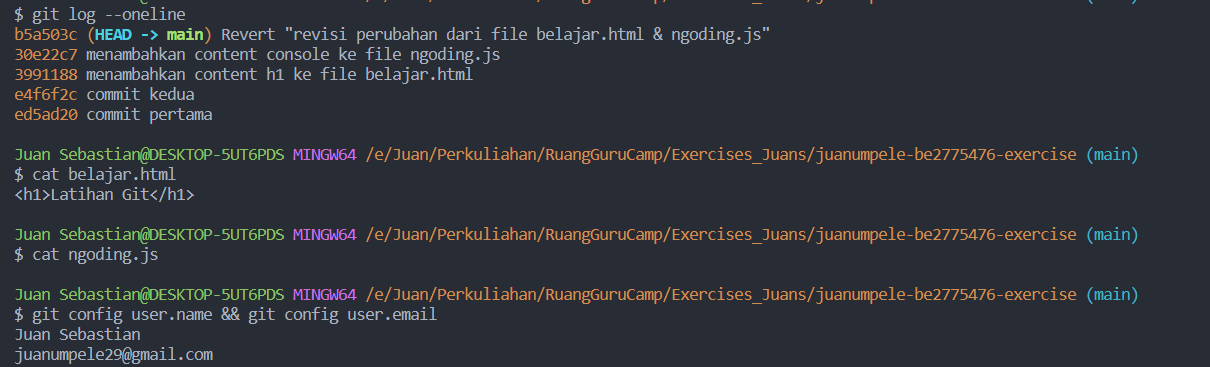 $ git log --oneline
b5a503c (HEAD -> main) Revert "revisi perubahan dari file belajar.html & ngoding.js"
30e22c7 menambahkan content console ke file ngoding.js
3991188 menambahkan content h1 ke file belajar.html
e4f6f2c commit kedua
ed5ad20 commit pertama
Juan Sebastian@DESKTOP-5UT6PDS MINGW64 /e/Juan/Perkuliahan/RuangGuruCamp/Exercises_Juans/juanumpele-be2775476-exercise (main)
$ cat belajar.html
<h1>Latihan Git</h1>
Juan Sebastian@DESKTOP-5UT6PDS MINGW64 /e/Juan/Perkuliahan/RuangGuruCamp/Exercises_Juans/juanumpele-be2775476-exercise (main)
$ cat ngoding.js
Juan Sebastian@DESKTOP-5UT6PDS MINGW64 /e/Juan/Perkuliahan/RuangGuruCamp/Exercises_Juans/juanumpele-be2775476-exercise (main)
$ git config user.name && git config user.email
Juan Sebastian
juanumpele29@gmail.com